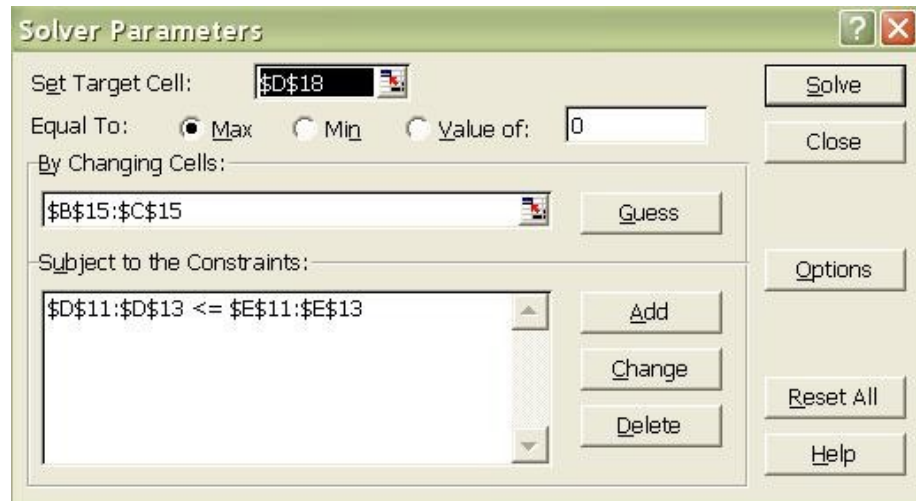 Solver Parameters
Set Target Cell: $D$18 Solve
Equal To: Max Min Value of: 0 Close
By Changing Cells:
$B$15:$C$15 Guess
Subject to the Constraints: Options
$D$11:$D$13 <= $E$11:$E$13 Add
Change
Reset All
Delete
Help